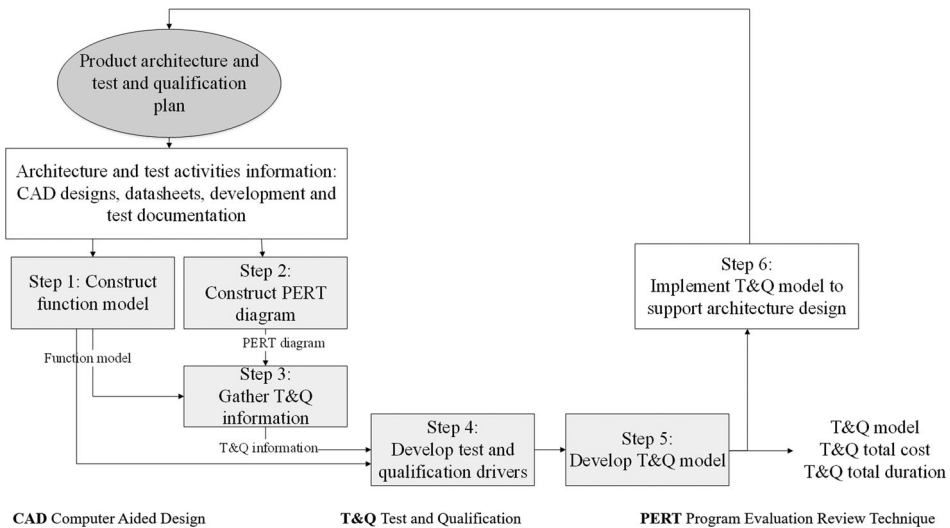 Product architecture and
test and qualification
plan
Architecture and test activities information:
CAD designs, datasheets, development and
test documentation
Step 1: Construct
function model
Step 2:
Construct PERT
diagram
Function model
PERT diagram
Step 3:
Gather T&Q
information
T&Q information
Step 4:
Develop test and
qualification drivers
Step 5:
Develop T&Q model
Step 6:
Implement T&Q model to
support architecture design
T&Q model
T&Q total cost
T&Q total duration
CAD Computer Aided Design
T&Q Test and Qualification
PERT Program Evaluation Review Technique